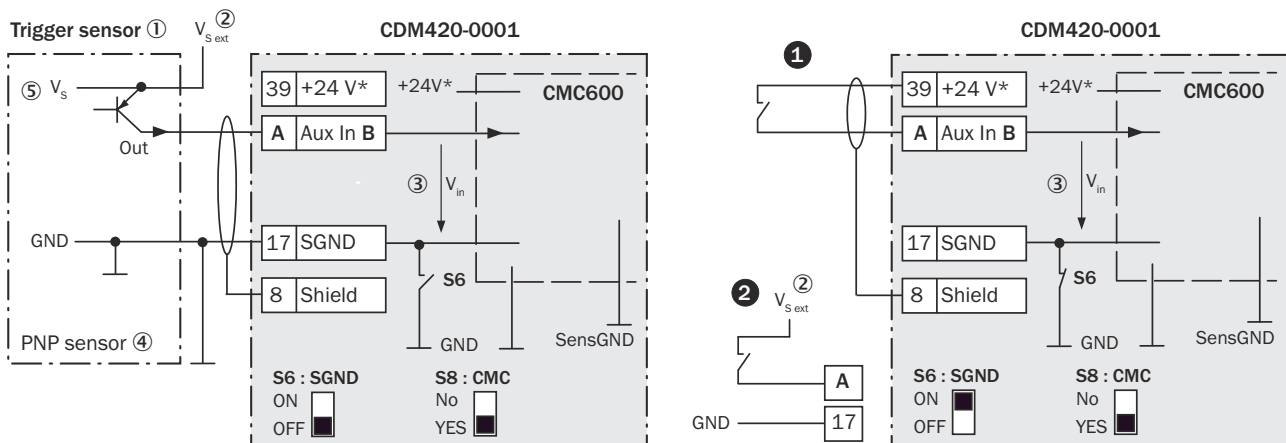 Trigger sensor ①
V S ext ②
CDM420-0001
⑤ V S
39 +24 V*
+24V*
CMC600
A Aux In B
Out
③ V in
GND
17 SGND
S6
8 Shield
GND
SensGND
PNP sensor ④
S6 : SGND
ON
OFF
S8 : CMC
No
YES
CDM420-0001
❶
39 +24 V*
+24V*
CMC600
A Aux In B
③ V in
17 SGND
S6
❷ V S ext ②
8 Shield
GND
SensGND
A
GND
17
S6 : SGND
ON
OFF
S8 : CMC
No
YES